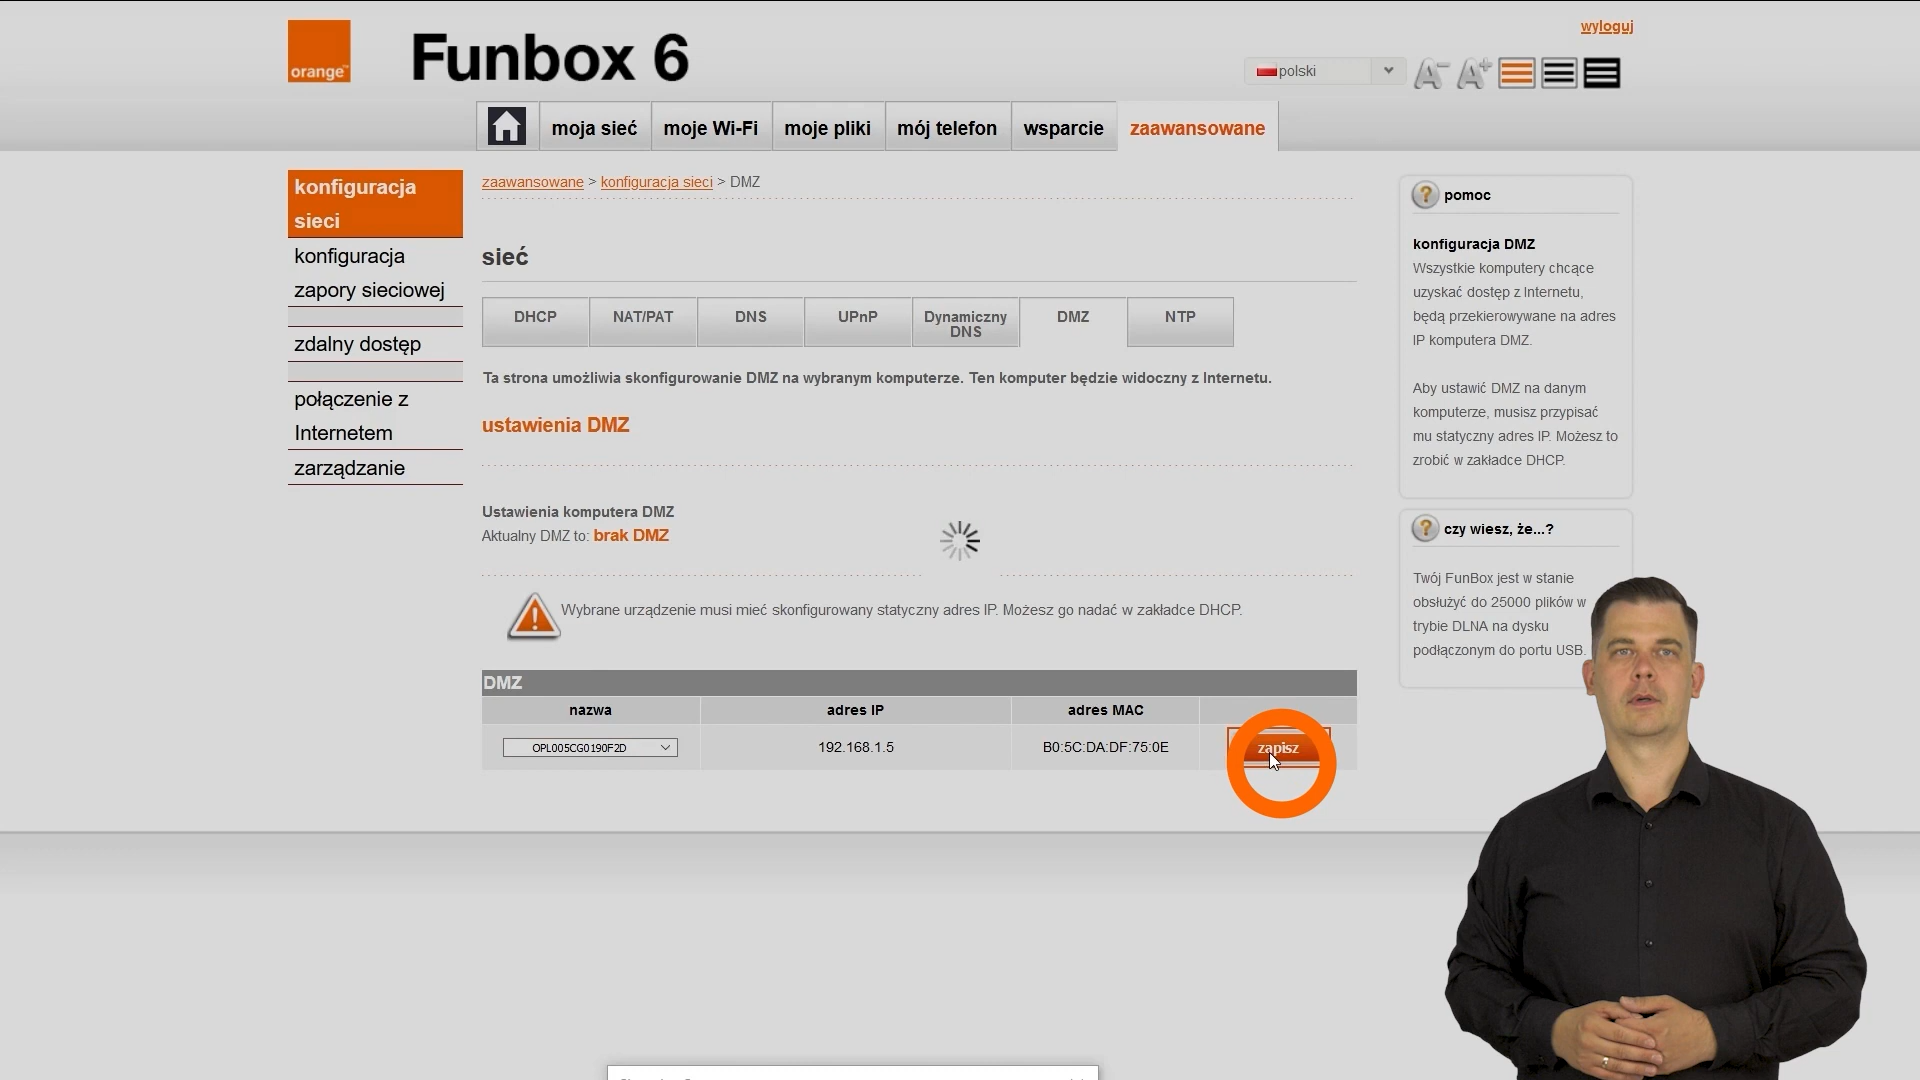 wyloguj
orange™
Funbox 6
polski
A- A+
moja sieć moje Wi-Fi moje pliki mój telefon wsparcie zaawansowane
konfiguracja
sieci
konfiguracja
zapory sieciowej
zdalny dostęp
połączenie z
Internetem
zarządzanie
zaawansowane > konfiguracja sieci > DMZ
sieć
DHCP NAT/PAT DNS UPnP Dynamiczny DMZ NTP
DNS
Ta strona umożliwia skonfigurowanie DMZ na wybranym komputerze. Ten komputer będzie widoczny z Internetu.
ustawienia DMZ
Ustawienia komputera DMZ
Aktualny DMZ to: brak DMZ
Wybrane urządzenie musi mieć skonfigurowany statyczny adres IP. Możesz go nadać w zakładce DHCP.
DMZ
nazwa adres IP adres MAC
OPL005CG0190F2D 192.168.1.5 B0:5C:DA:DF:75:0E zapisz
? pomoc
konfiguracja DMZ
Wszystkie komputery chcące
uzyskać dostęp z Internetu,
będą przekierowywane na adres
IP komputera DMZ.
Aby ustawić DMZ na danym
komputerze, musisz przypisać
mu statyczny adres IP. Możesz to
zrobić w zakładce DHCP.
? czy wiesz, że...?
Twój FunBox jest w stanie
obsłużyć do 25000 plików w
trybie DLNA na dysku
podłączonym do portu USB.